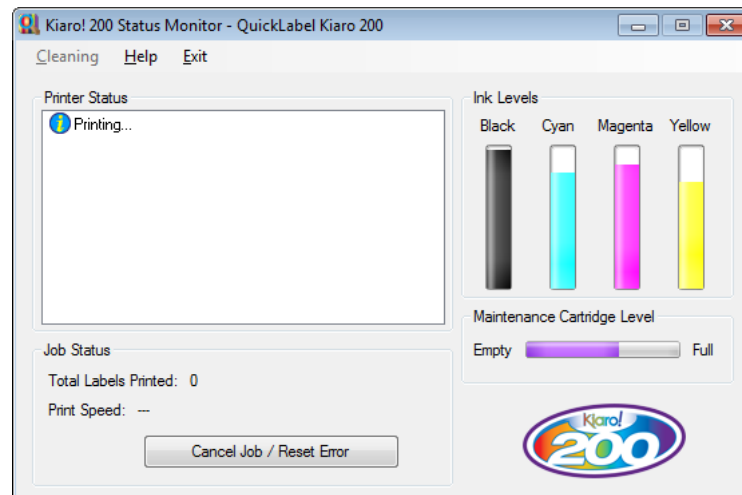 Kiaro! 200 Status Monitor - QuickLabel Kiaro 200
Cleaning Help Exit
Printer Status
Printing...
Ink Levels
Black Cyan Magenta Yellow
Maintenance Cartridge Level
Empty Full
Job Status
Total Labels Printed: 0
Print Speed: ---
Cancel Job / Reset Error
Kiaro!
200